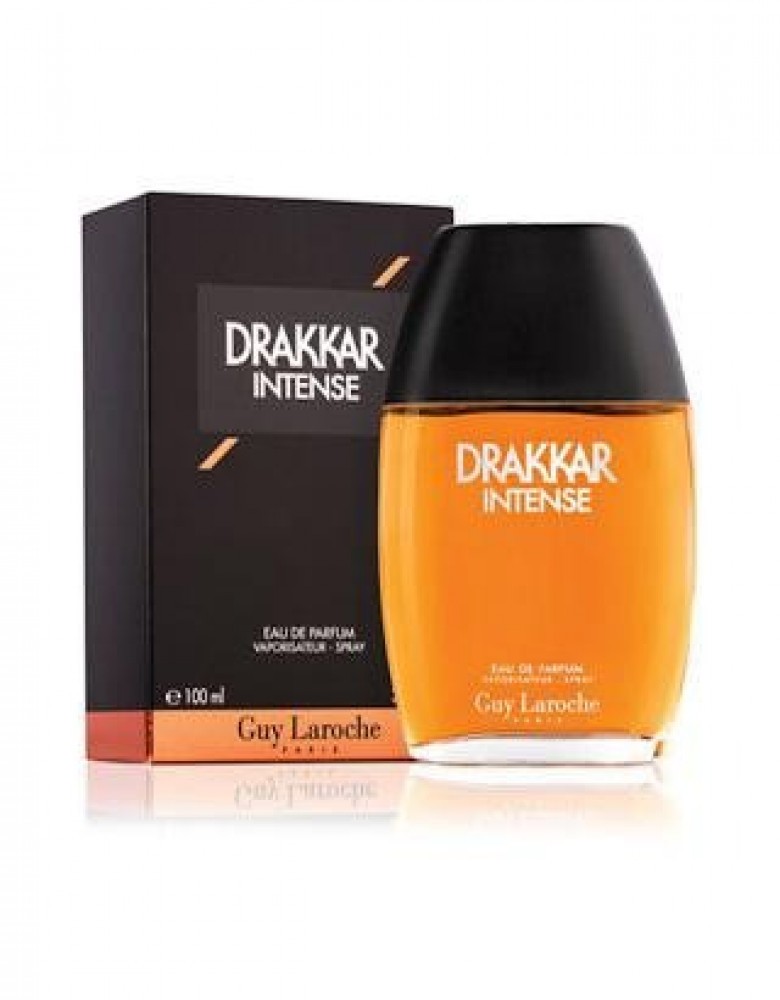 DRAKKAR
INTENSE
EAU DE PARFUM
VAPORISATEUR - SPRAY
e 100 ml
Guy Laroche
PARIS
DRAKKAR
INTENSE
EAU DE PARFUM
VAPORISATEUR - SPRAY
Guy Laroche
PARIS